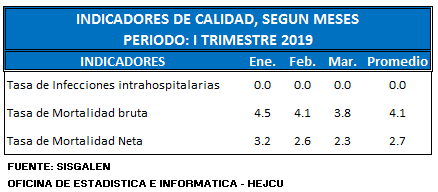 INDICADORES DE CALIDAD, SEGUN MESES
PERIODO: I TRIMESTRE 2019
INDICADORES Ene. Feb. Mar. Promedio
Tasa de Infecciones intrahospitalarias 0.0 0.0 0.0 0.0
Tasa de Mortalidad bruta 4.5 4.1 3.8 4.1
Tasa de Mortalidad Neta 3.2 2.6 2.3 2.7
FUENTE: SISGALEN
OFICINA DE ESTADISTICA E INFORMATICA - HEJCU